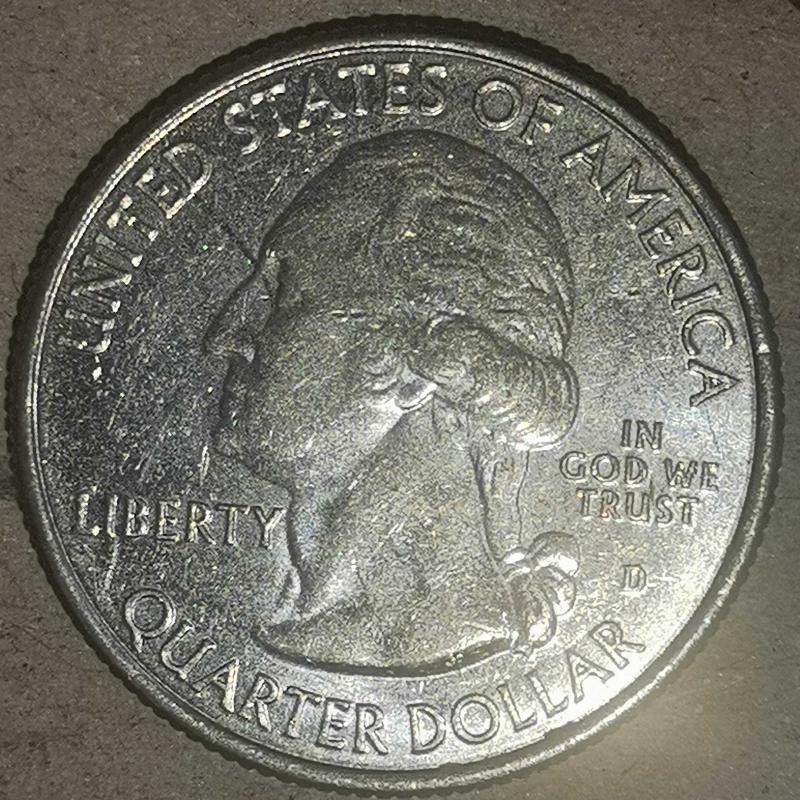 UNITED STATES OF AMERICA
LIBERTY
IN
GOD WE
TRUST
D
QUARTER DOLLAR